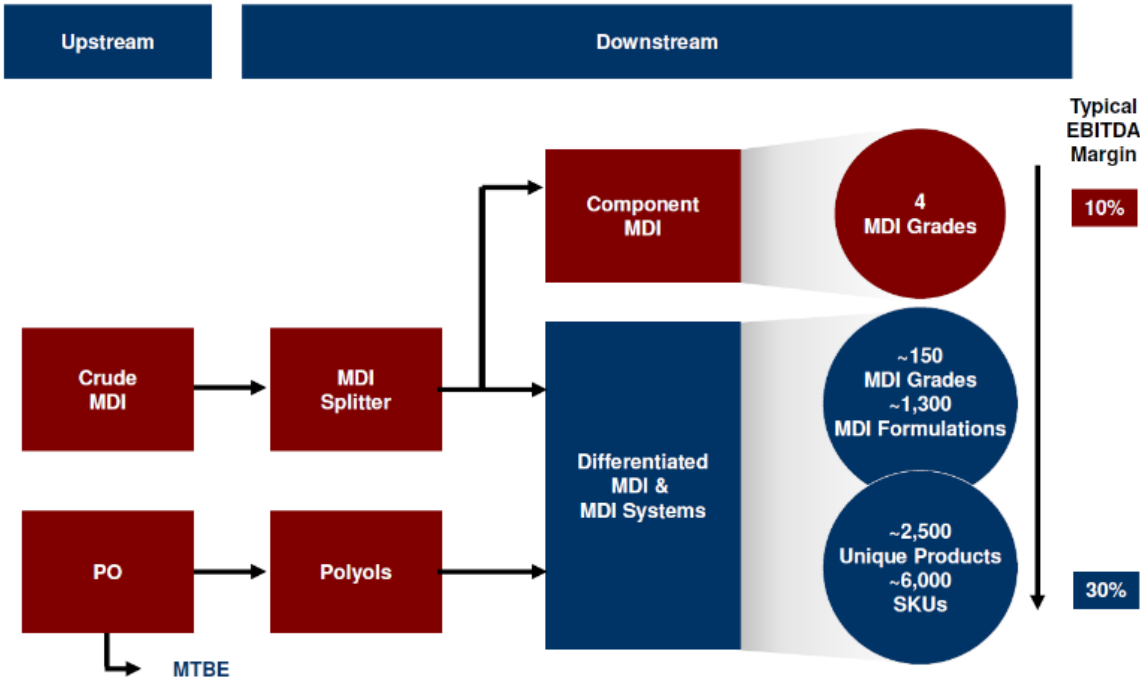 Upstream
Downstream
Typical
EBITDA
Margin
10%
Component
MDI
4
MDI Grades
Crude
MDI
MDI
Splitter
~150
MDI Grades
~1,300
MDI Formulations
Differentiated
MDI &
MDI Systems
PO
Polyols
~2,500
Unique Products
~6,000
SKUs
30%
MTBE